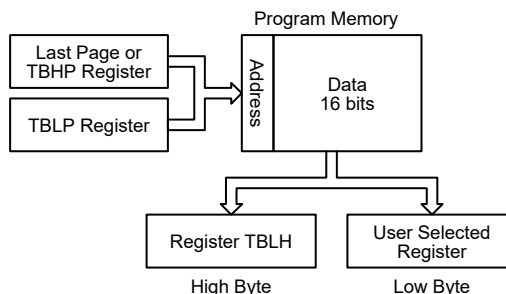 Program Memory
Last Page or
TBHP Register
TBLP Register
Address
Data
16 bits
Register TBLH
User Selected
Register
High Byte
Low Byte